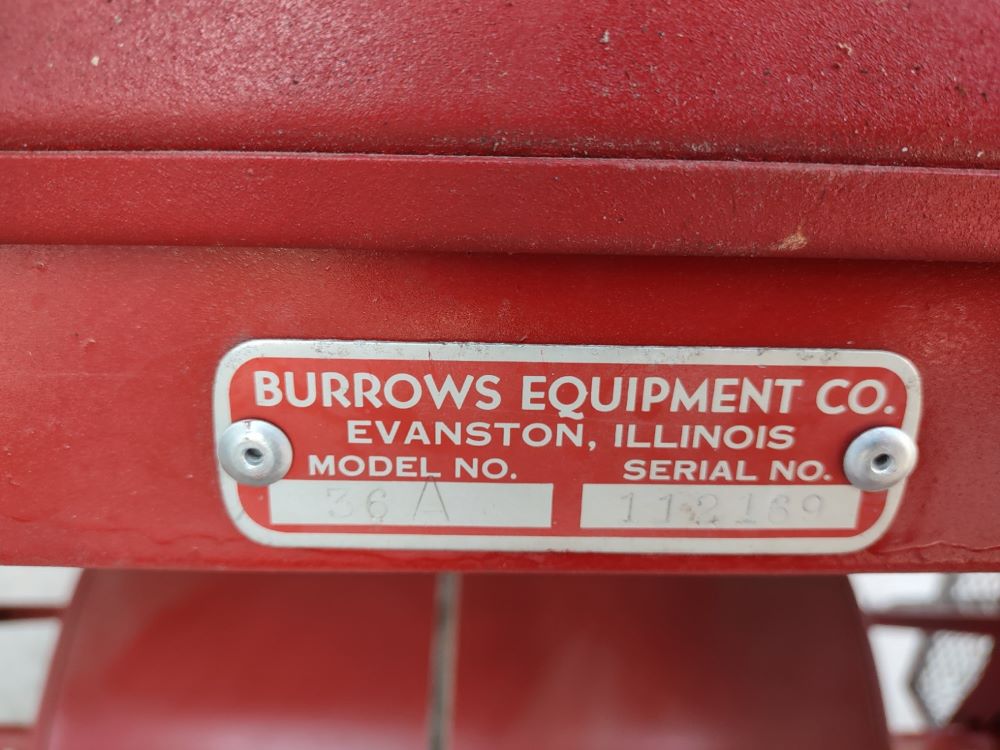 BURROWS EQUIPMENT CO.
EVANSTON, ILLINOIS
MODEL NO. SERIAL NO.
36 A 112169